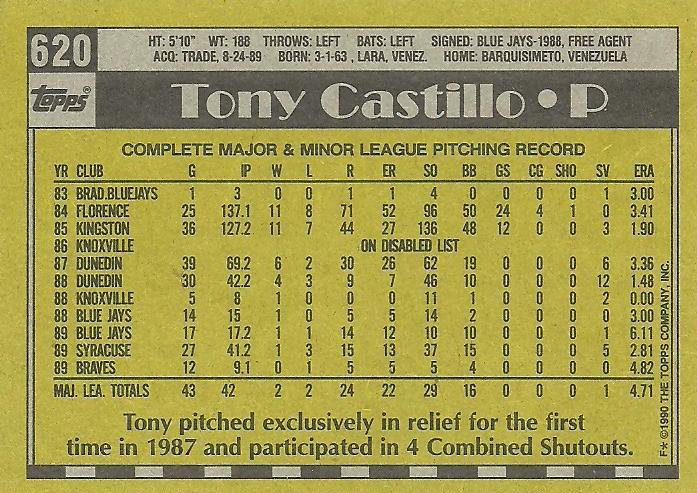 620
HT: 5'10" WT: 188 THROWS: LEFT BATS: LEFT SIGNED: BLUE JAYS-1988, FREE AGENT
ACQ: TRADE, 8-24-89 BORN: 3-1-63 , LARA, VENEZ. HOME: BARQUISIMETO, VENEZUELA
topps®
Tony Castillo • P
COMPLETE MAJOR & MINOR LEAGUE PITCHING RECORD
YR CLUB G IP W L R ER SO BB GS CG SHO SV ERA
83 BRAD.BLUEJAYS 1 3 0 0 1 1 4 0 0 0 0 1 3.00
84 FLORENCE 25 137.1 11 8 71 52 96 50 24 4 1 0 3.41
85 KINGSTON 36 127.2 11 7 44 27 136 48 12 0 0 3 1.90
86 KNOXVILLE ON DISABLED LIST
87 DUNEDIN 39 69.2 6 2 30 26 62 19 0 0 0 6 3.36
88 DUNEDIN 30 42.2 4 3 9 7 46 10 0 0 0 12 1.48
88 KNOXVILLE 5 8 1 0 0 0 11 1 0 0 0 2 0.00
88 BLUE JAYS 14 15 1 0 5 5 14 2 0 0 0 0 3.00
89 BLUE JAYS 17 17.2 1 1 14 12 10 10 0 0 0 1 6.11
89 SYRACUSE 27 41.2 1 3 15 13 37 15 0 0 0 5 2.81
89 BRAVES 12 9.1 0 1 5 5 5 4 0 0 0 0 4.82
MAJ. LEA. TOTALS 43 42 2 2 24 22 29 16 0 0 0 1 4.71
Tony pitched exclusively in relief for the first
time in 1987 and participated in 4 Combined Shutouts.
F★ ©1990 THE TOPPS COMPANY, INC.